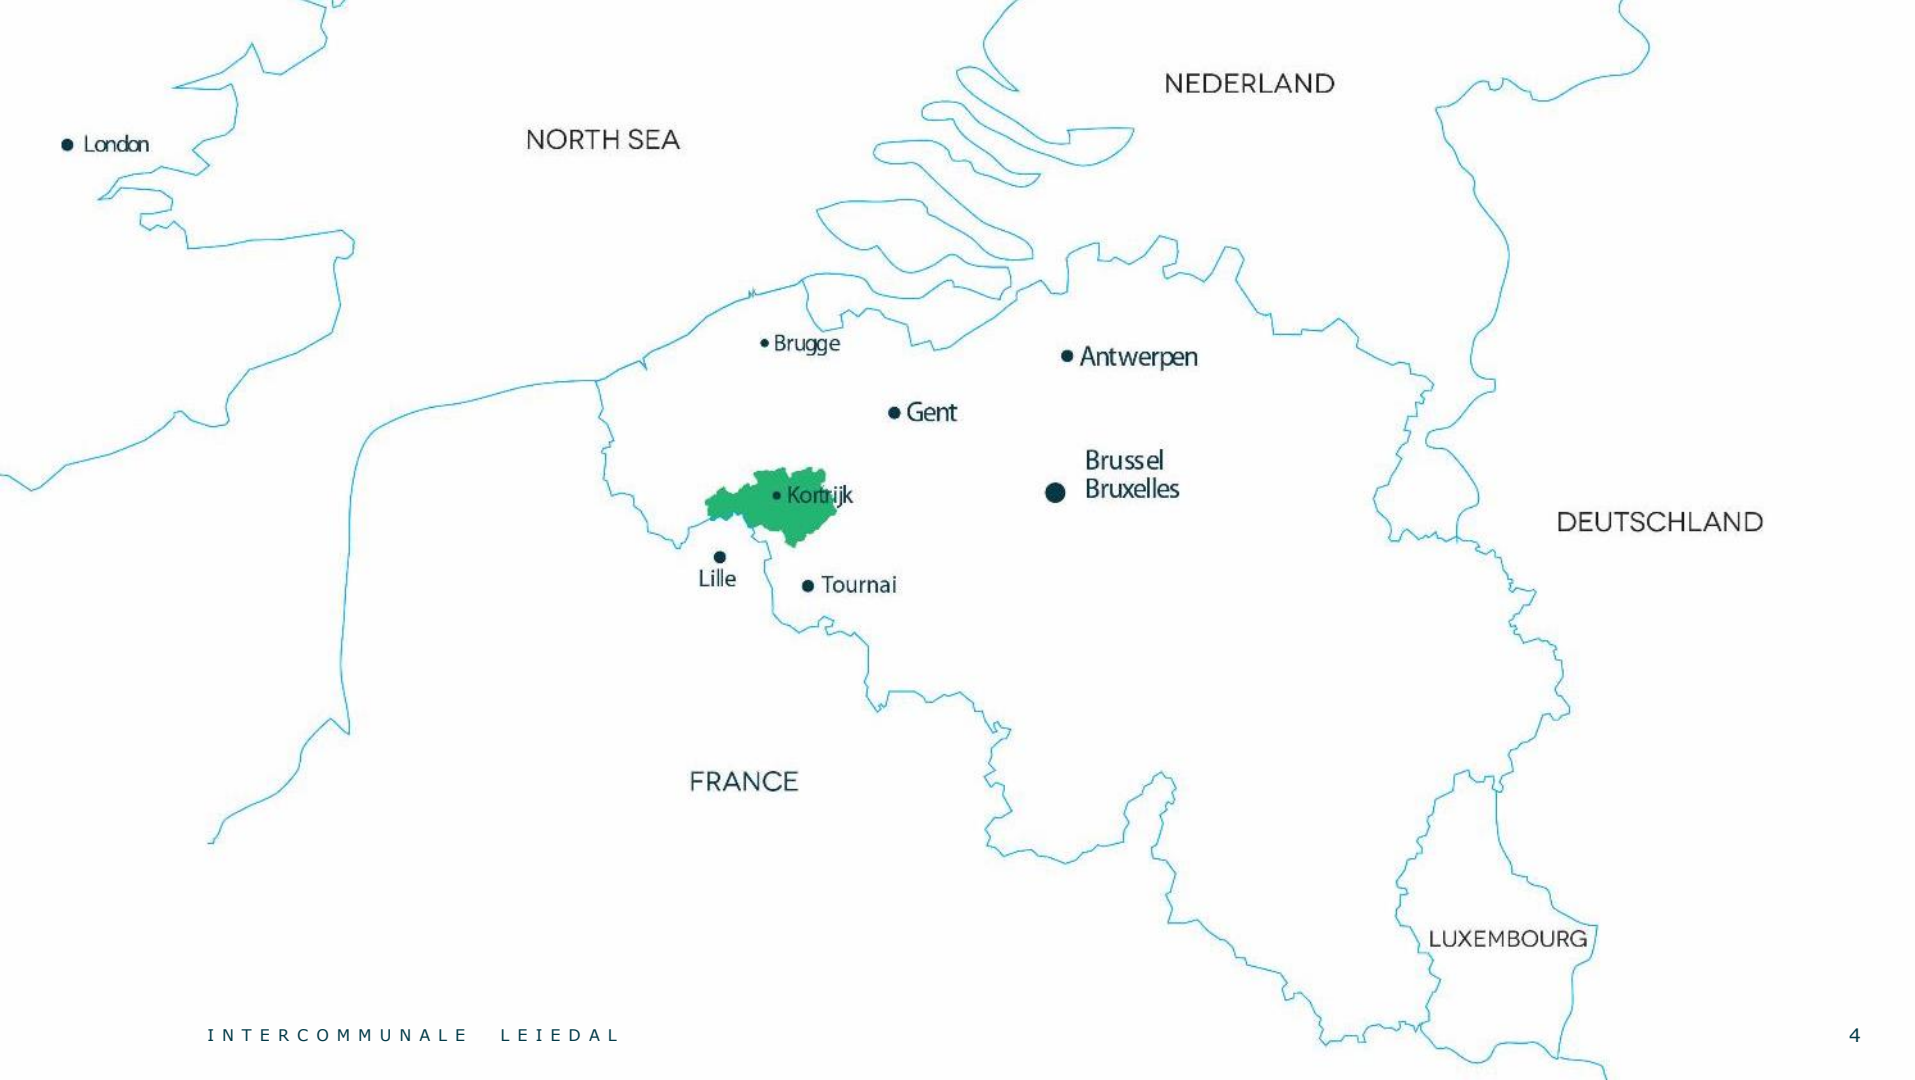 NEDERLAND
NORTH SEA
London
Brugge
Antwerpen
Gent
Brussel
Bruxelles
Kortrijk
DEUTSCHLAND
Lille
Tournai
FRANCE
LUXEMBOURG
INTERCOMMUNALE LEIEDAL
4